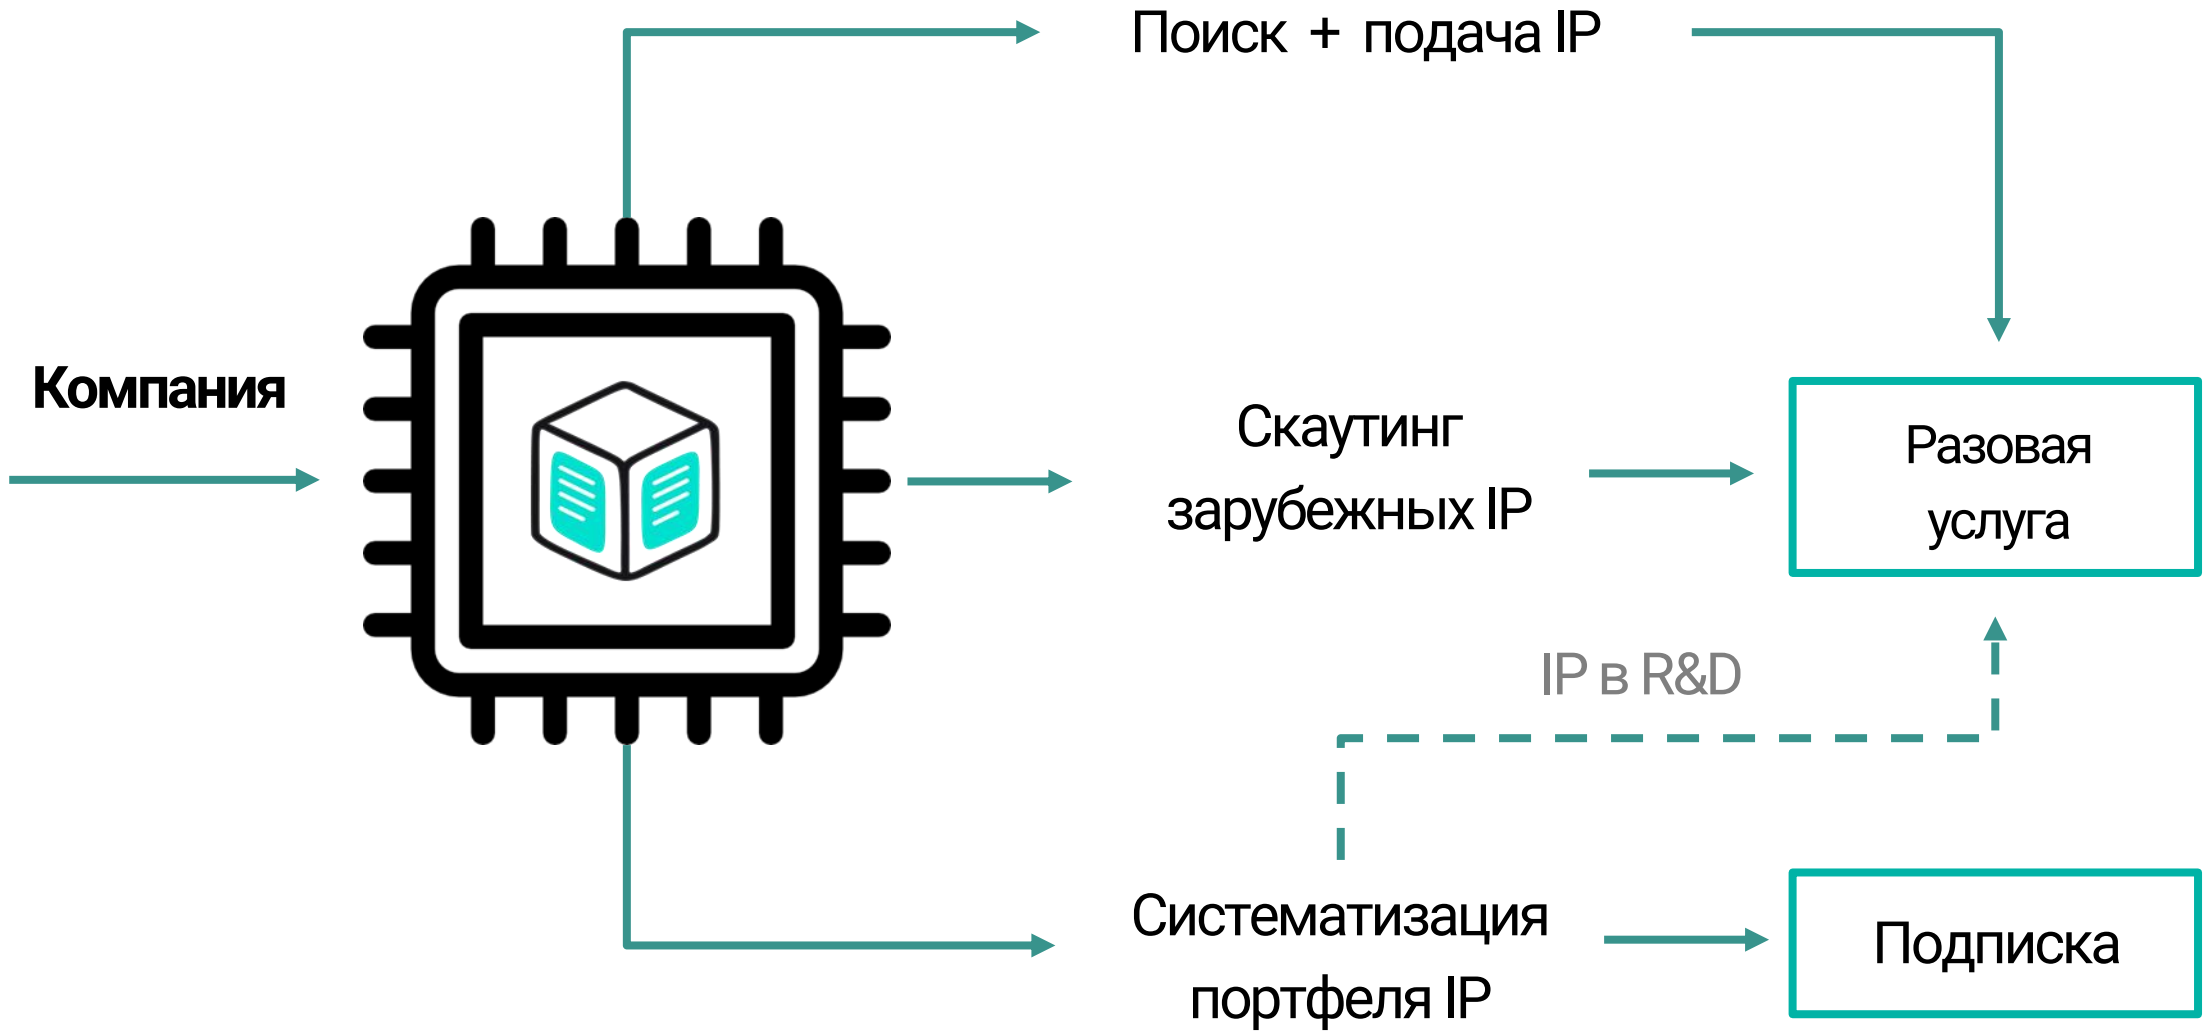 Поиск + подача IP
Компания
Скаутинг
зарубежных IP
Разовая
услуга
IP в R&D
Систематизация
портфеля IP
Подписка